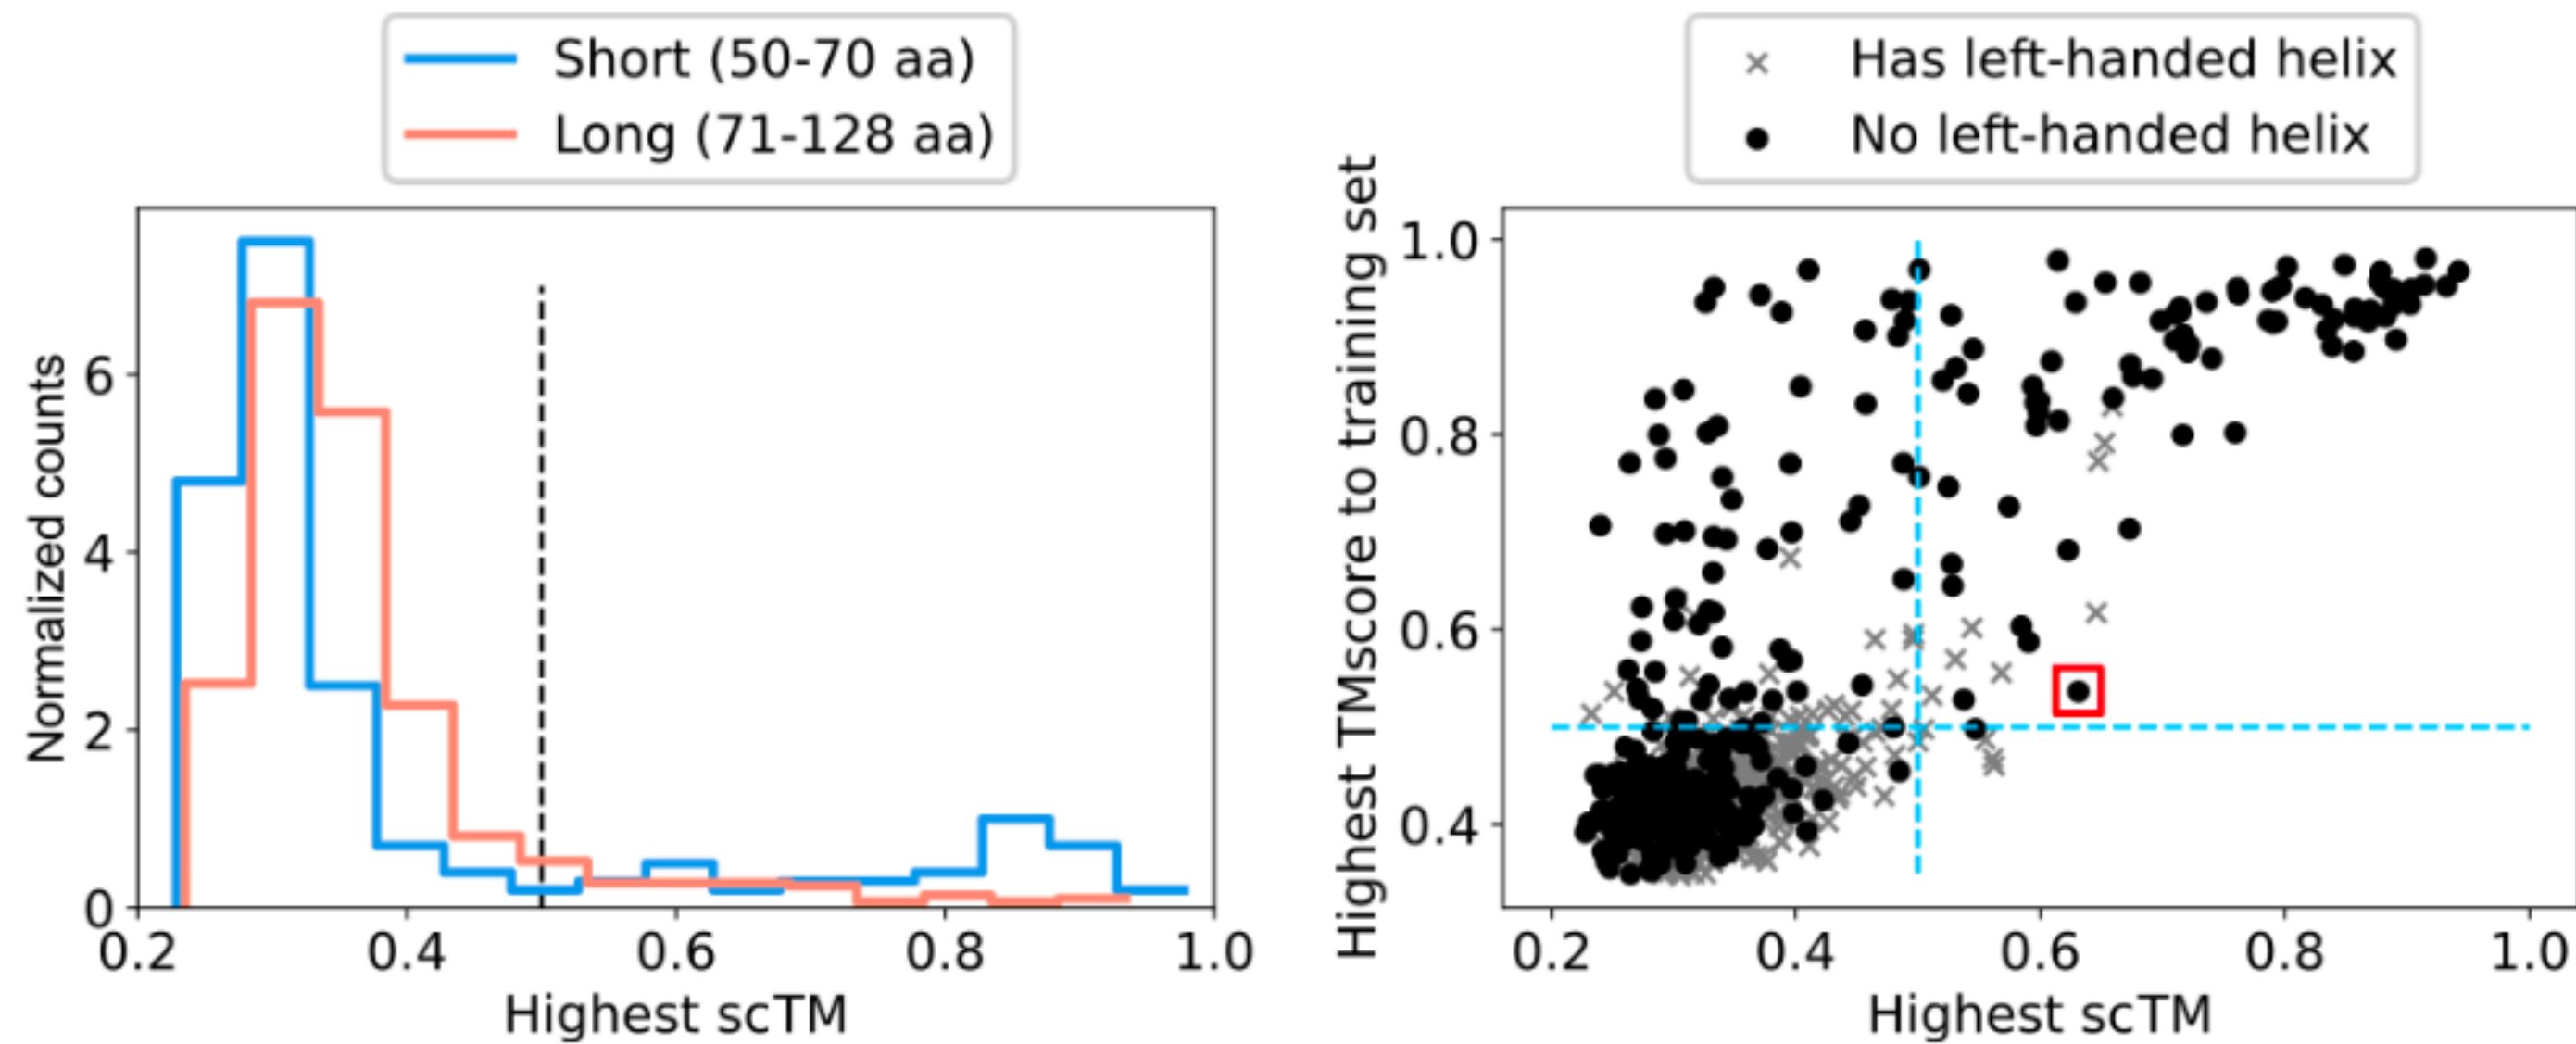 Short (50-70 aa)
Long (71-128 aa)
Normalized counts
6
4
2
0
0.2 0.4 0.6 0.8 1.0
Highest scTM
Has left-handed helix
No left-handed helix
Highest TMscore to training set
1.0
0.8
0.6
0.4
0.2 0.4 0.6 0.8 1.0
Highest scTM